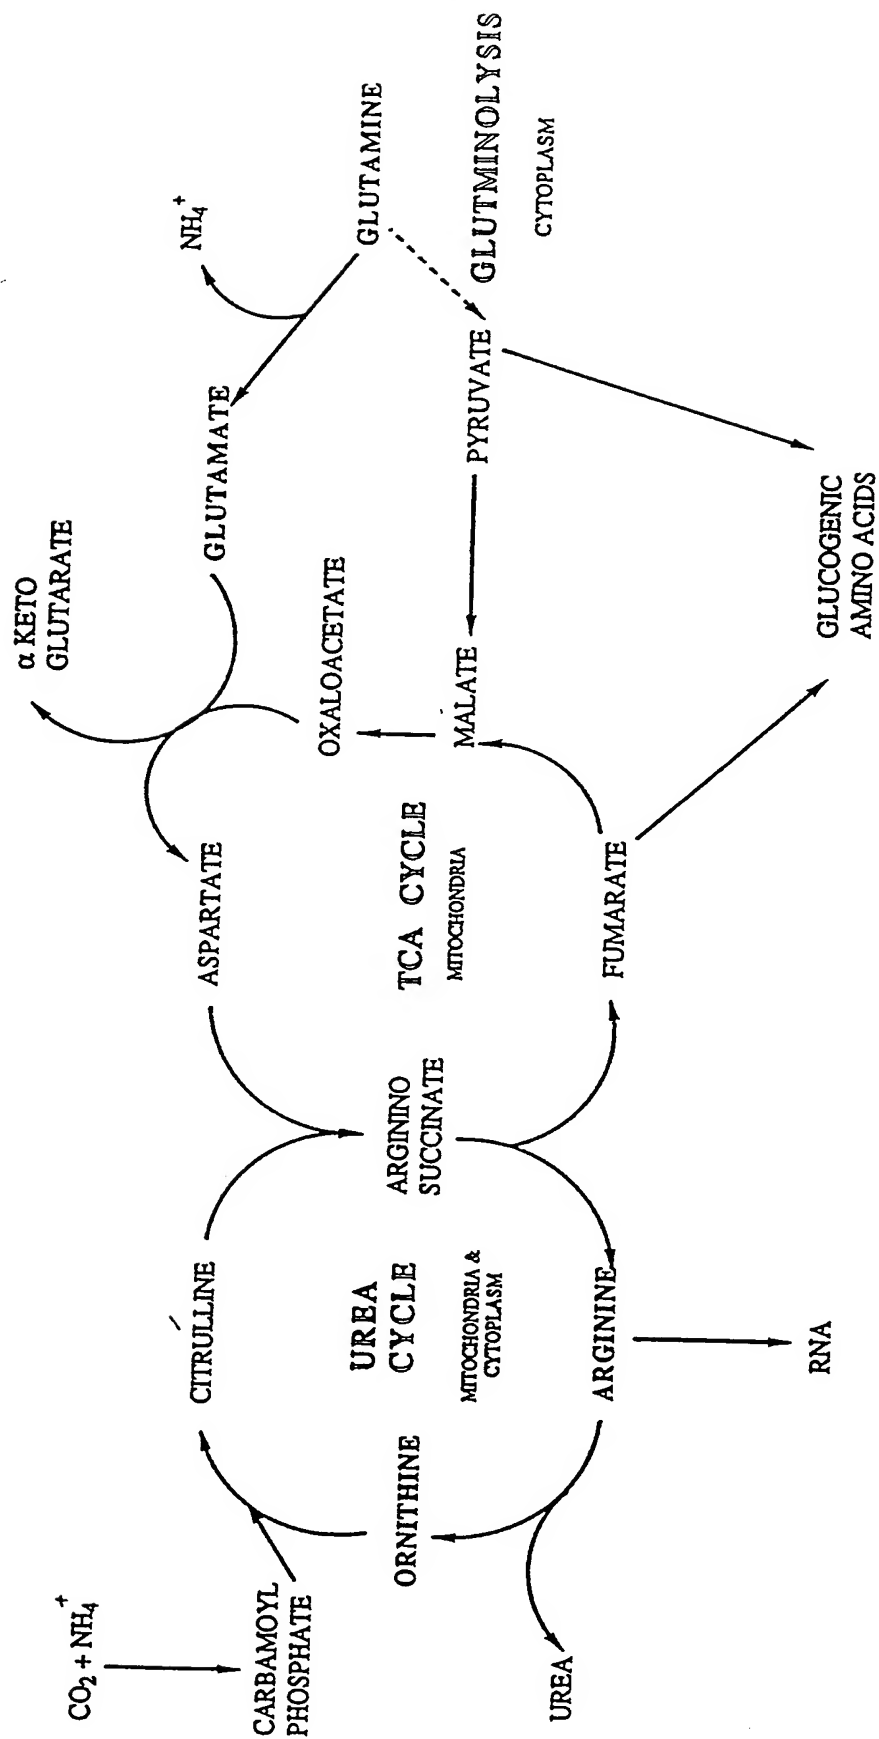 CO₂ + NH₄⁺
CARBAMOYL
PHOSPHATE
CITRULLINE
ORNITHINE
UREA
CYCLE
MITOCHONDRIA &
CYTOPLASM
UREA
ARGININE
RNA
ARGININO
SUCCINATE
ASPARTATE
TCA CYCLE
MITOCHONDRIA
FUMARATE
α KETO
GLUTARATE
OXALOACETATE
MALATE
GLUTAMATE
NH₄⁺
GLUTAMINE
PYRUVATE
GLUTMINOLYSIS
CYTOPLASM
GLUCOGENIC
AMINO ACIDS